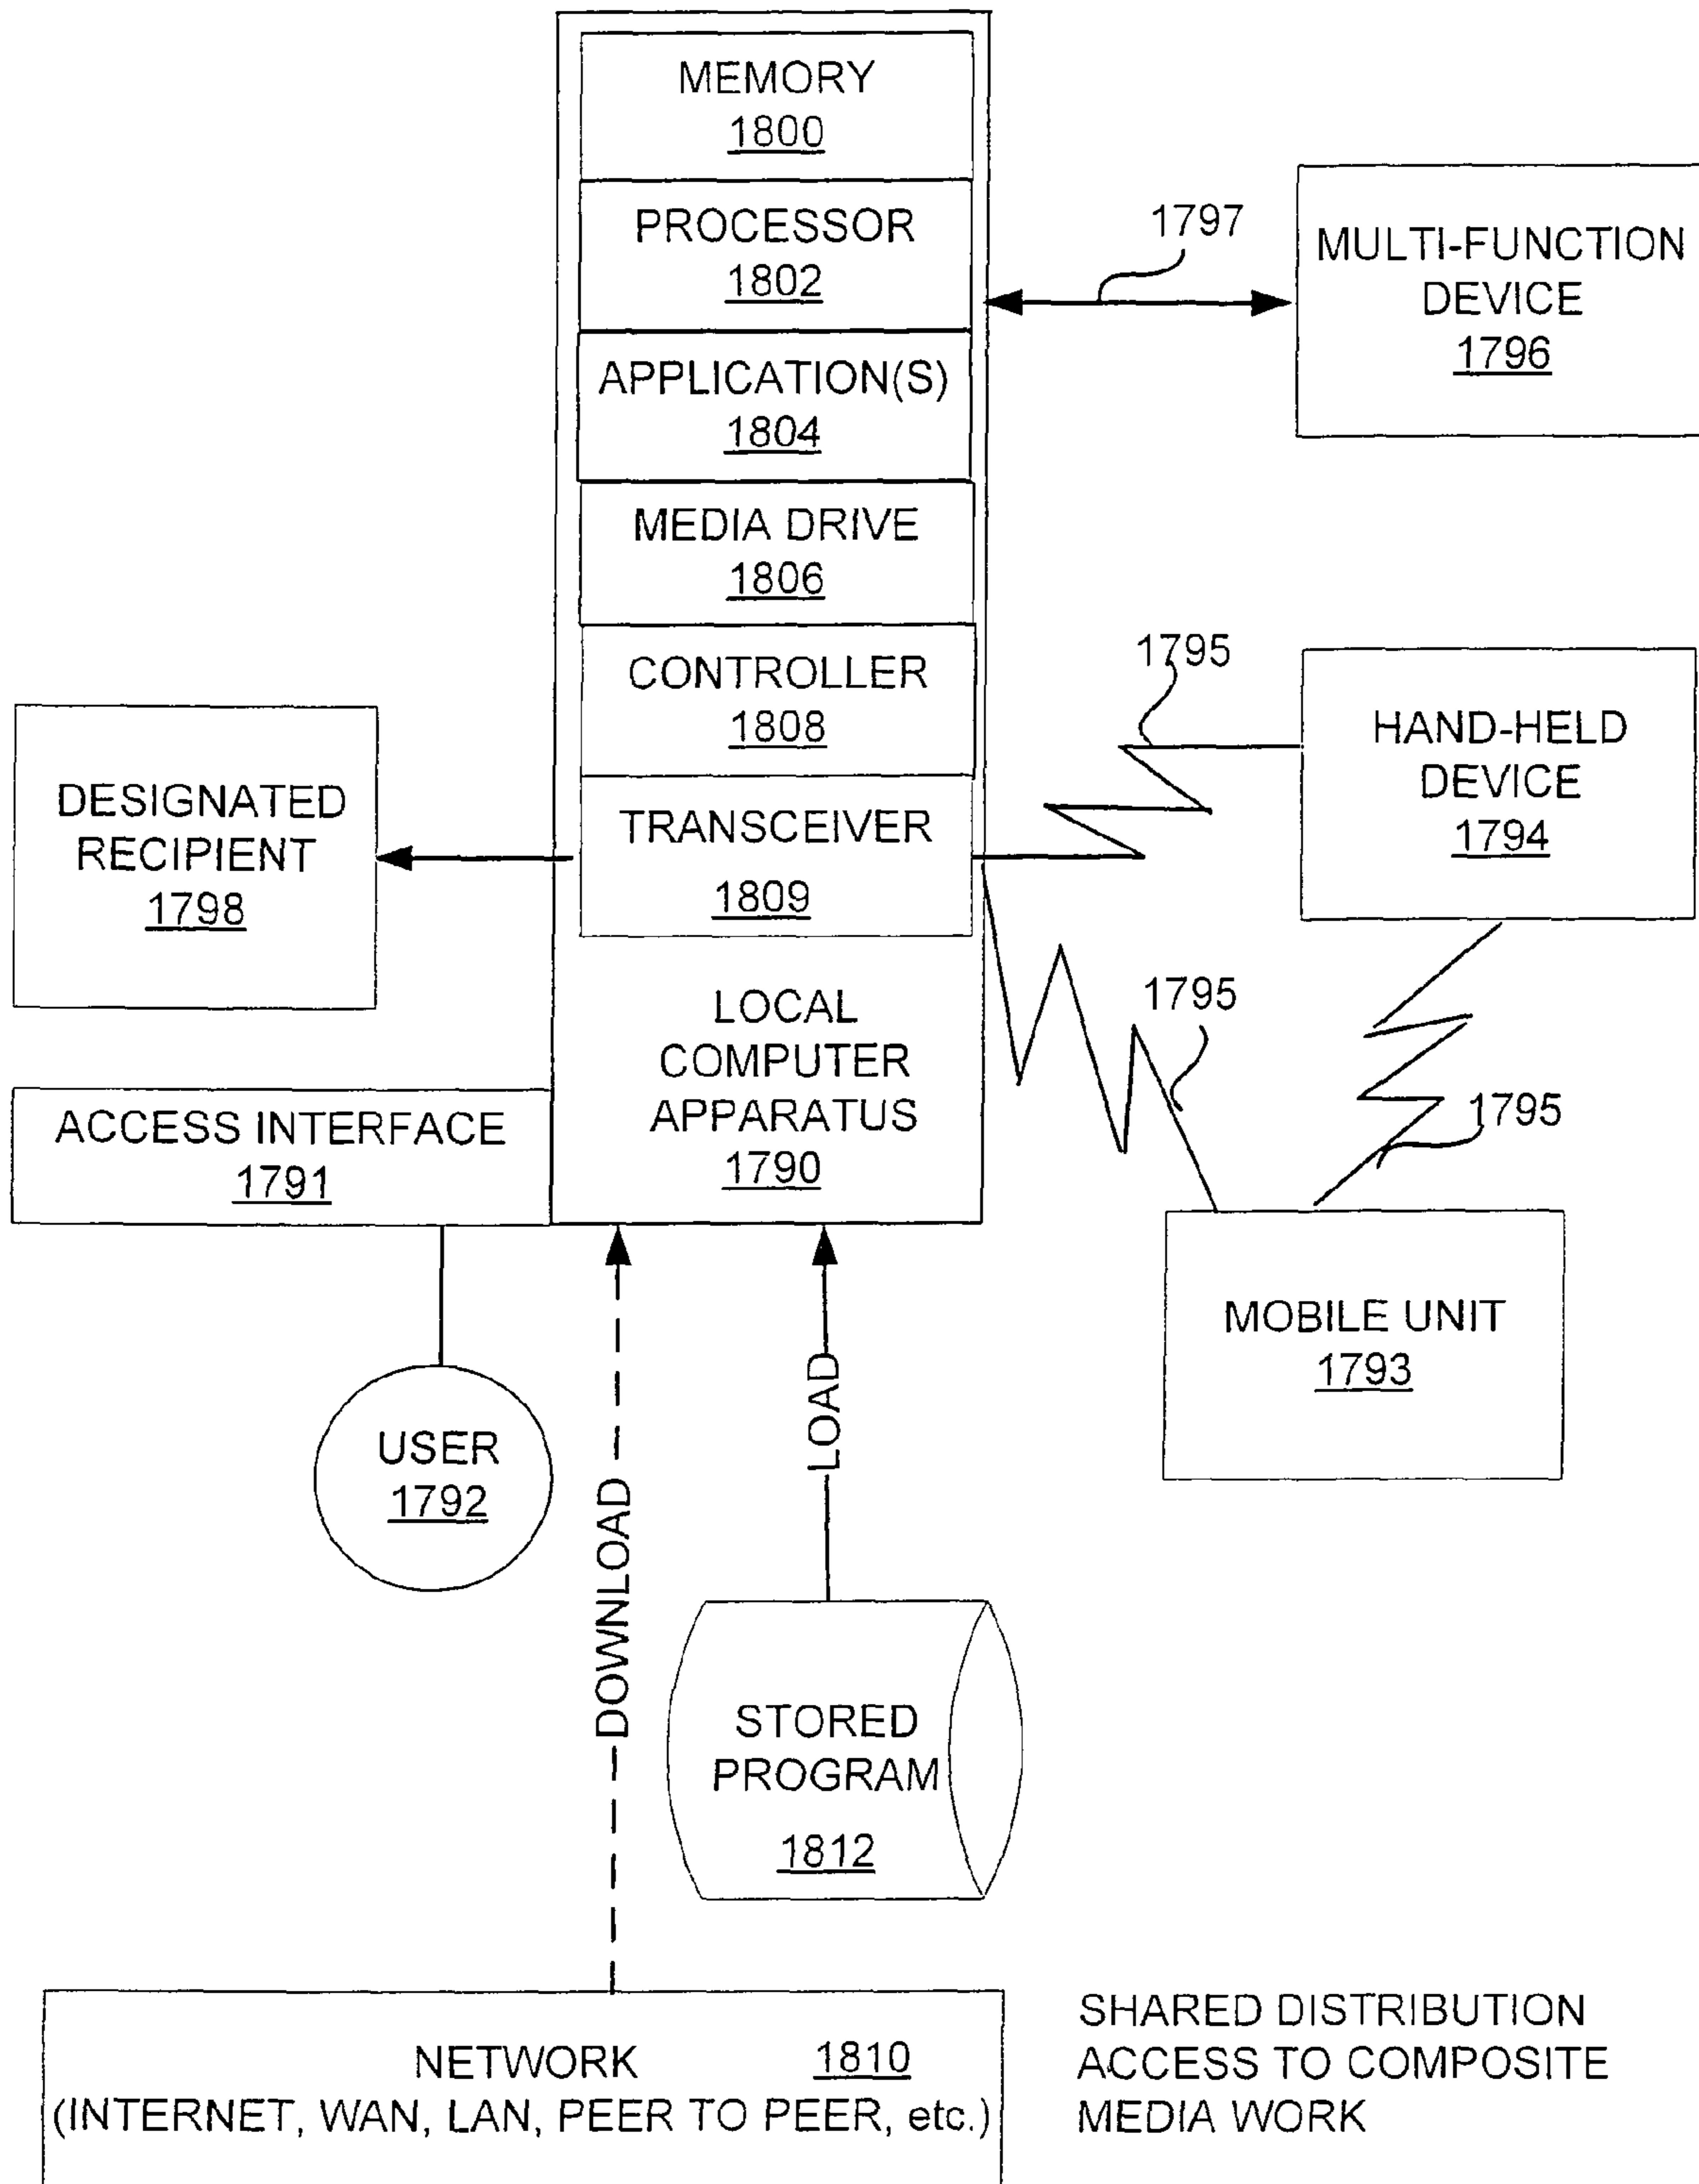 MEMORY
1800
PROCESSOR
1802
APPLICATION(S)
1804
MEDIA DRIVE
1806
CONTROLLER
1808
TRANSCEIVER
1809
LOCAL
COMPUTER
APPARATUS
1790
1797
MULTI-FUNCTION
DEVICE
1796
1795
HAND-HELD
DEVICE
1794
DESIGNATED
RECIPIENT
1798
1795
1795
ACCESS INTERFACE
1791
MOBILE UNIT
1793
USER
1792
DOWNLOAD
LOAD
STORED
PROGRAM
1812
NETWORK 1810
(INTERNET, WAN, LAN, PEER TO PEER, etc.)
SHARED DISTRIBUTION
ACCESS TO COMPOSITE
MEDIA WORK